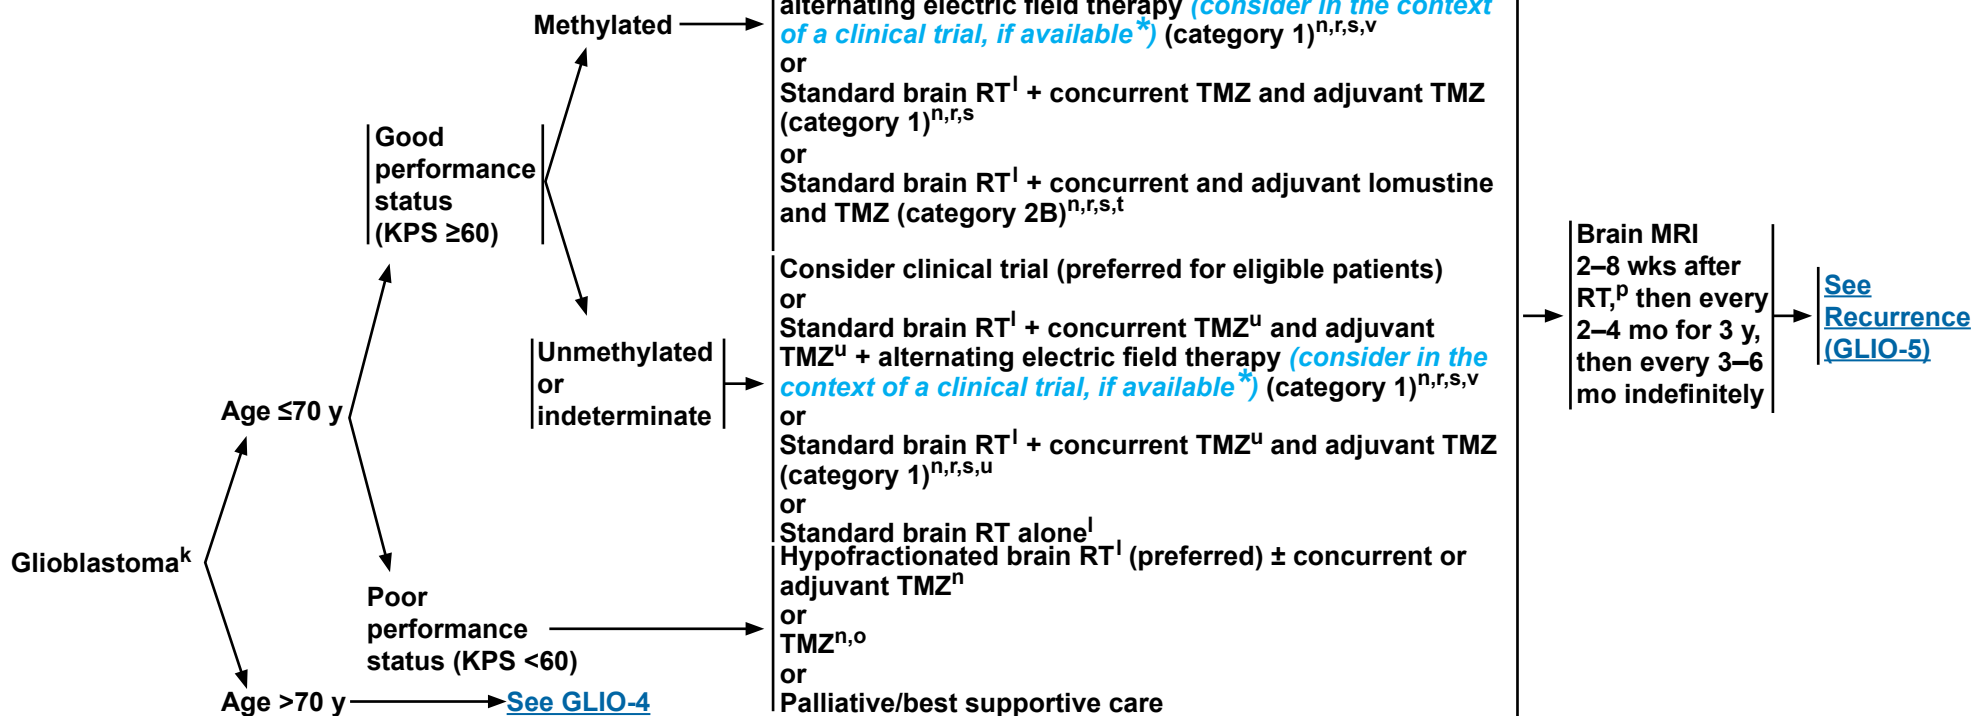 Glioblastomaᵏ
Age ≤70 y
Age >70 y
See GLIO-4
Good
performance
status
(KPS ≥60)
Poor
performance
status (KPS <60)
Methylated
Unmethylated
or
indeterminate
alternating electric field therapy (consider in the context
of a clinical trial, if available*) (category 1)n,r,s,v
or
Standard brain RTl + concurrent TMZ and adjuvant TMZ
(category 1)n,r,s
or
Standard brain RTl + concurrent and adjuvant lomustine
and TMZ (category 2B)n,r,s,t
Consider clinical trial (preferred for eligible patients)
or
Standard brain RTl + concurrent TMZu and adjuvant
TMZu + alternating electric field therapy (consider in the
context of a clinical trial, if available*) (category 1)n,r,s,v
or
Standard brain RTl + concurrent TMZu and adjuvant TMZ
(category 1)n,r,s,u
or
Standard brain RT alonel
Hypofractionated brain RTl (preferred) ± concurrent or
adjuvant TMZn
or
TMZn,o
or
Palliative/best supportive care
Brain MRI
2–8 wks after
RT,p then every
2–4 mo for 3 y,
then every 3–6
mo indefinitely
See
Recurrence
(GLIO-5)